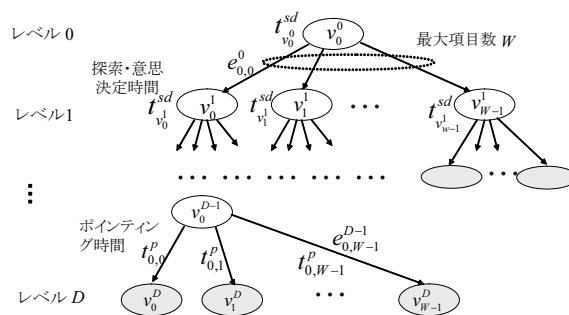 レベル 0
$t^{sd}_{v^0_0}$ $v^0_0$ 最大項目数 W
$e^0_{0,0}$
探索・意思
決定時間
レベル1 $t^{sd}_{v^1_0}$ $v^1_0$ $t^{sd}_{v^1_1}$ $v^1_1$ ・・・ $t^{sd}_{v^1_{w-1}}$ $v^1_{W-1}$
・・・ ・・・ ・・・ ・・・ ・・・ ・・・
$v^{D-1}_0$
ポインティン
グ時間
$e^{D-1}_{0,W-1}$
$t^p_{0,0}$ $t^p_{0,1}$ $t^p_{0,W-1}$
レベル D $v^D_0$ $v^D_1$ ・・・ $v^D_{W-1}$